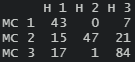 H 1 H 2 H 3
MC 1 43 0 7
MC 2 15 47 21
MC 3 17 1 84